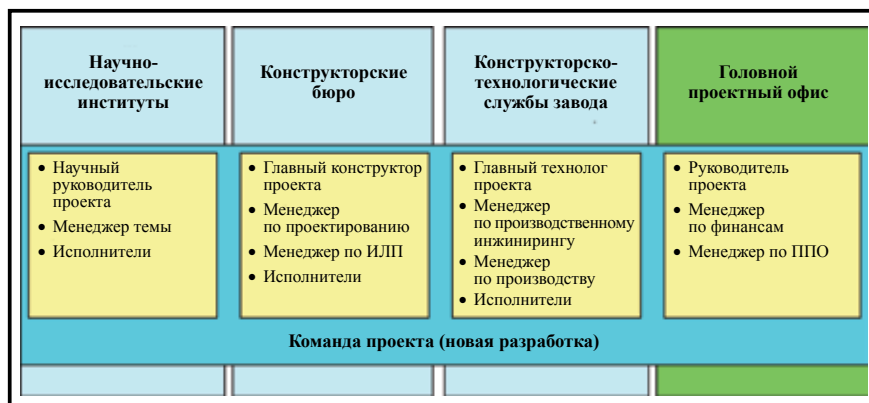 Научно-
исследовательские
институты
Конструкторские
бюро
Конструкторско-
технологические
службы завода
Головной
проектный офис
• Научный
руководитель
проекта
• Менеджер темы
• Исполнители
• Главный конструктор
проекта
• Менеджер
по проектированию
• Менеджер по ИЛП
• Исполнители
• Главный технолог
проекта
• Менеджер
по производственному
инжинирингу
• Менеджер
по производству
• Исполнители
• Руководитель
проекта
• Менеджер
по финансам
• Менеджер по ППО
Команда проекта (новая разработка)